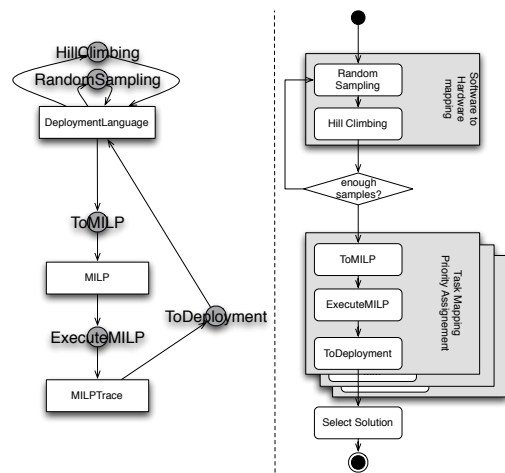 HillClimbing
RandomSampling
DeploymentLanguage
ToMILP
MILP
ToDeployment
ExecuteMILP
MILPTrace
Random
Sampling
Hill Climbing
Software to
Hardware
mapping
enough
samples?
ToMILP
ExecuteMILP
ToDeployment
Task Mapping
Priority Assignement
Select Solution